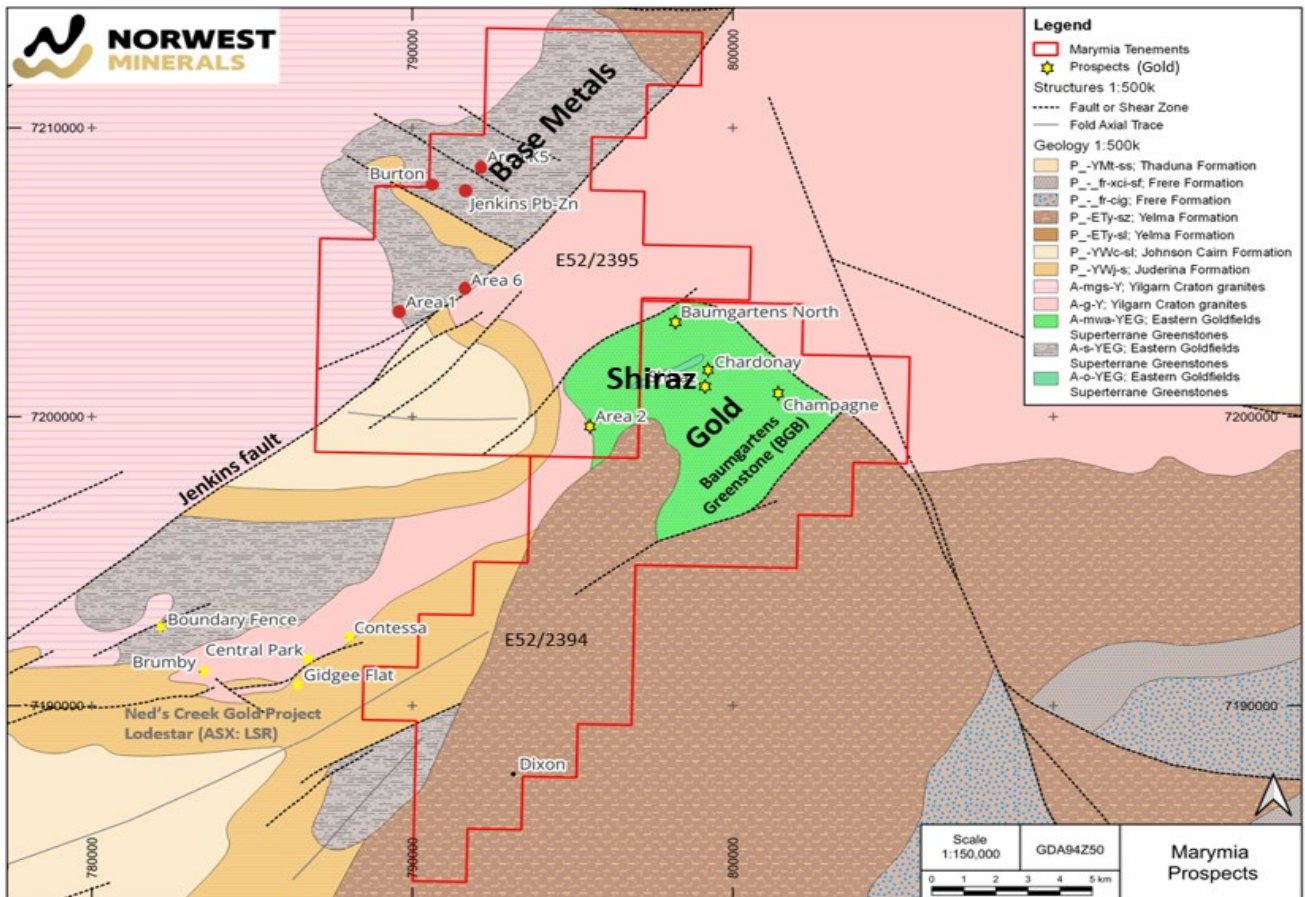 NORWEST
MINERALS
790000
800000
7210000
Base Metals
Area K5
Burton
Jenkins Pb-Zn
E52/2395
Area 6
Area 1
Baumgartens North
Chardonay
Shiraz
Gold
Champagne
Area 2
Baumgartens
Greenstone (BGB)
7200000
7200000
Jenkins fault
Boundary Fence
Contessa
Central Park
Brumby
Gidgee Flat
E52/2394
7190000
7190000
Ned's Creek Gold Project
Lodestar (ASX: LSR)
Dixon
780000
790000
800000
Legend
Marymia Tenements
Prospects (Gold)
Structures 1:500k
Fault or Shear Zone
Fold Axial Trace
Geology 1:500k
P_-YMt-ss; Thaduna Formation
P_-_fr-xci-sf; Frere Formation
P_-_fr-cig; Frere Formation
P_-ETy-sz; Yelma Formation
P_-ETy-sl; Yelma Formation
P_-YWc-sl; Johnson Cairn Formation
P_-YWj-s; Juderina Formation
A-mgs-Y; Yilgarn Craton granites
A-g-Y; Yilgarn Craton granites
A-mwa-YEG; Eastern Goldfields
Superterrane Greenstones
A-s-YEG; Eastern Goldfields
Superterrane Greenstones
A-o-YEG; Eastern Goldfields
Superterrane Greenstones
Scale
1:150,000
GDA94Z50
0 1 2 3 4 5 km
Marymia
Prospects